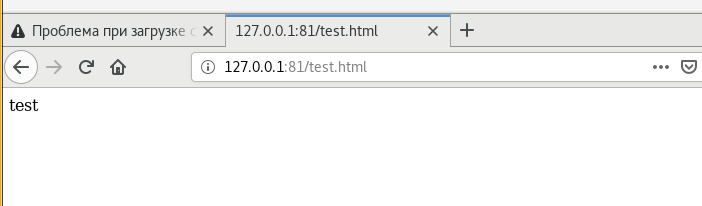 Проблема при загрузке с
127.0.0.1:81/test.html
127.0.0.1:81/test.html
test